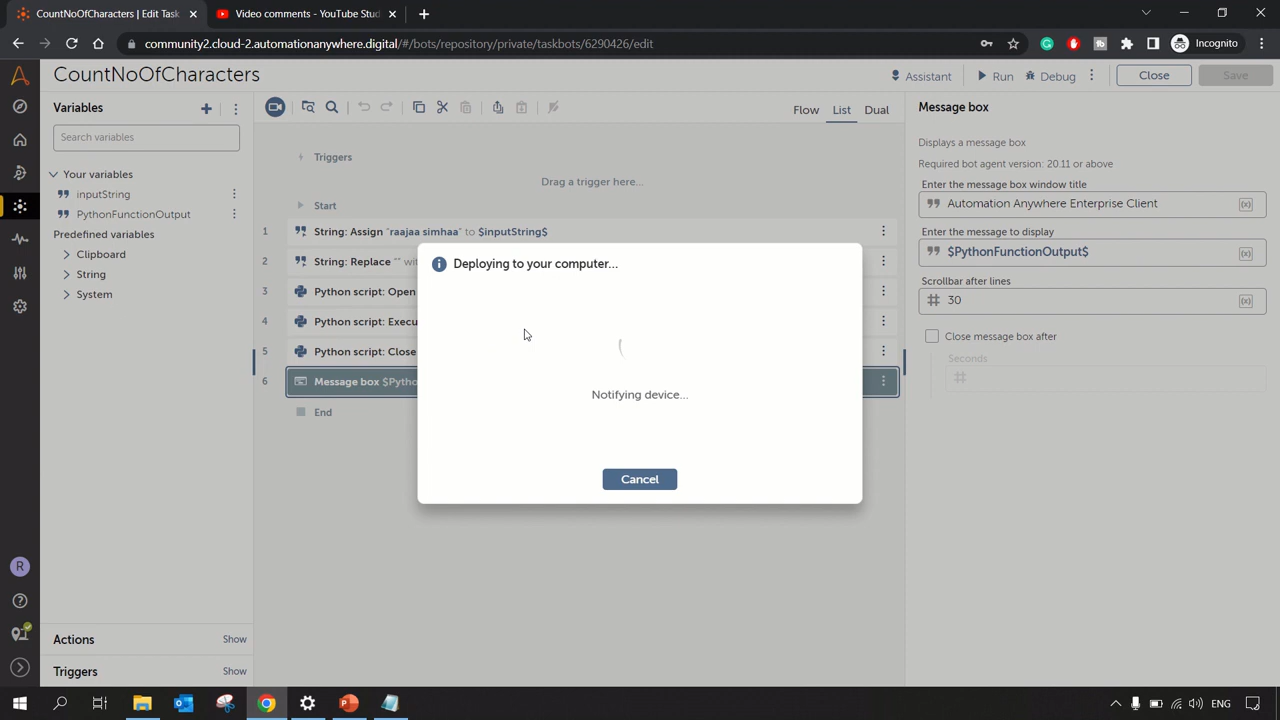 CountNoOfCharacters | Edit Task
Video comments - YouTube Stud
community2.cloud-2.automationanywhere.digital/#/bots/repository/private/taskbots/6290426/edit
Incognito
CountNoOfCharacters
Assistant
Run
Debug
Close
Save
Variables
Search variables
Your variables
inputString
PythonFunctionOutput
Predefined variables
Clipboard
String
System
Actions
Show
Triggers
Show
Flow
List
Dual
Triggers
Drag a trigger here...
Start
1 String: Assign "raajaa simhaa" to $inputString$
2 String: Replace "" wit
3 Python script: Open
4 Python script: Execu
5 Python script: Close
6 Message box $Pytho
End
Deploying to your computer...
Notifying device...
Cancel
Message box
Displays a message box
Required bot agent version: 20.11 or above
Enter the message box window title
Automation Anywhere Enterprise Client
(x)
Enter the message to display
$PythonFunctionOutput$
(x)
Scrollbar after lines
30
(x)
Close message box after
Seconds
R
ENG